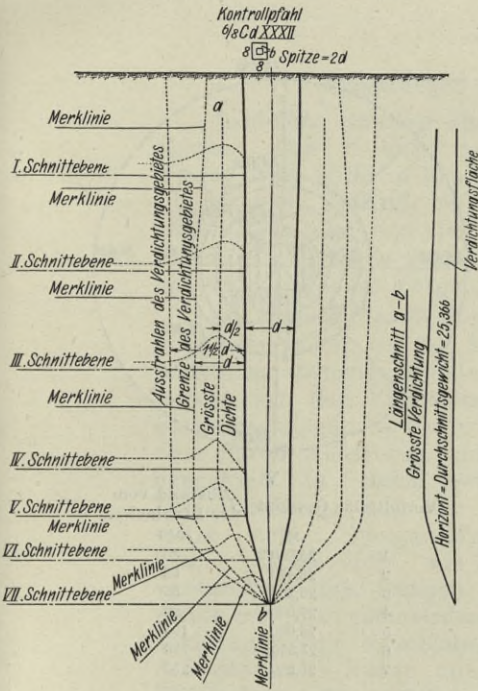 Kontrollpfahl
6/8 Cd XXXII
8 6
8
Spitze=2d
a
Merklinie
I. Schnittebene
Merklinie
II. Schnittebene
Merklinie
III. Schnittebene
Merklinie
IV. Schnittebene
V. Schnittebene
Merklinie
VI. Schnittebene
Merklinie
VII. Schnittebene
Merklinie
Merklinie
Merklinie
b
Ausstrahlen des Verdichtungsgebietes
Grenze des Verdichtungsgebietes
Grösste
Dichte
d/2
d
1½ d
d
Längenschnitt a-b
Grösste Verdichtung
Horizont=Durchschnittsgewicht=25,366
Verdichtungsfläche